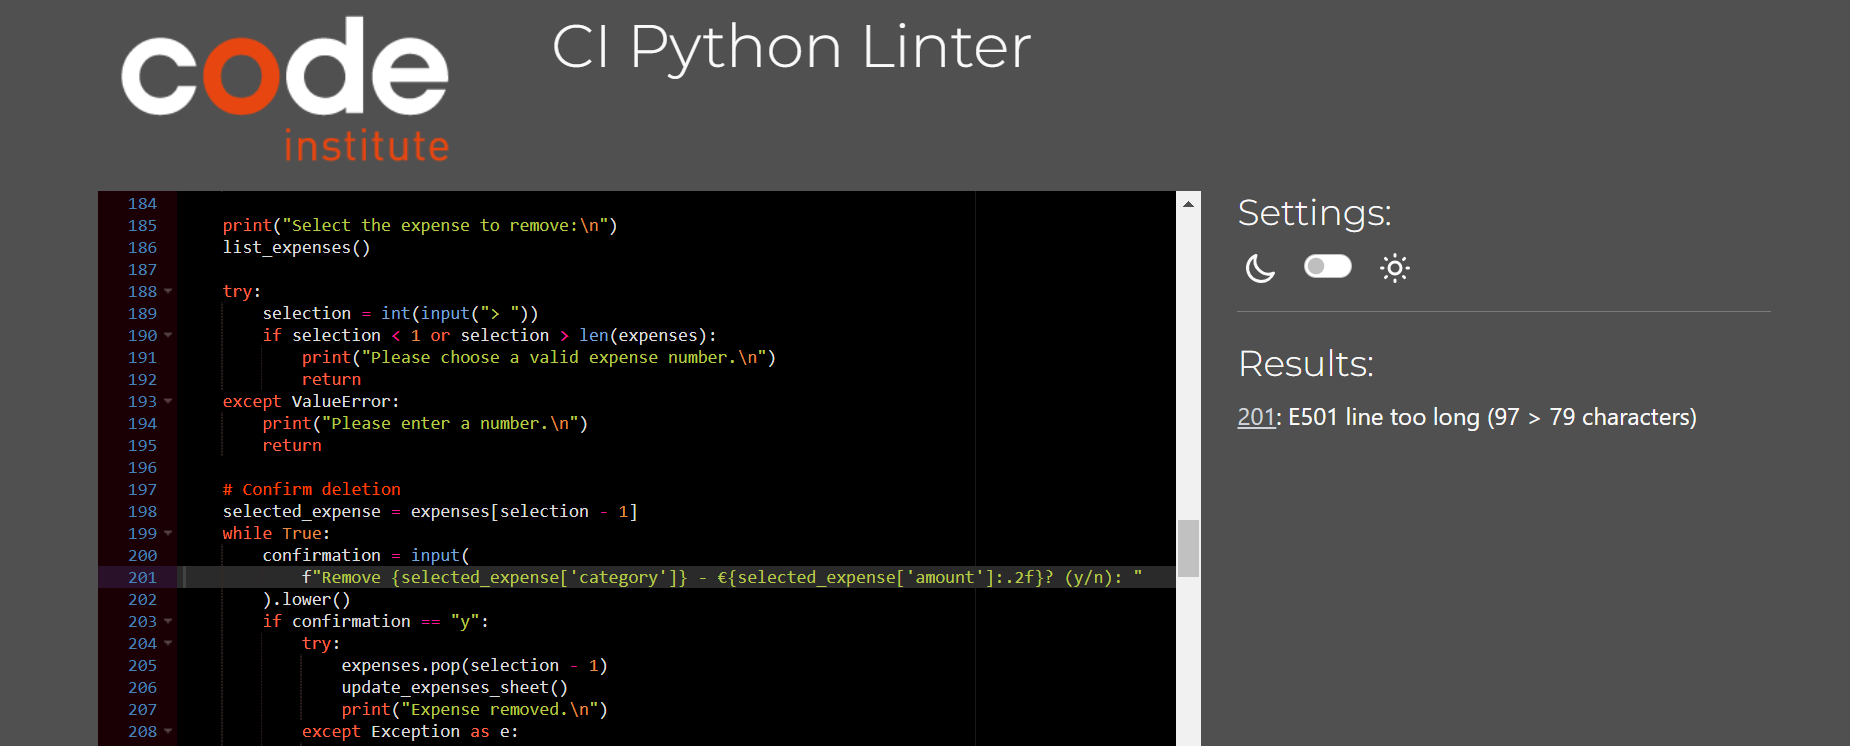 code
institute
CI Python Linter
184
185 print("Select the expense to remove:\n")
186 list_expenses()
187
188 try:
189 selection = int(input("> "))
190 if selection < 1 or selection > len(expenses):
191 print("Please choose a valid expense number.\n")
192 return
193 except ValueError:
194 print("Please enter a number.\n")
195 return
196
197 # Confirm deletion
198 selected_expense = expenses[selection - 1]
199 while True:
200 confirmation = input(
201 f"Remove {selected_expense['category']} - €{selected_expense['amount']:.2f}? (y/n): "
202 ).lower()
203 if confirmation == "y":
204 try:
205 expenses.pop(selection - 1)
206 update_expenses_sheet()
207 print("Expense removed.\n")
208 except Exception as e:
Settings:
Results:
201: E501 line too long (97 > 79 characters)